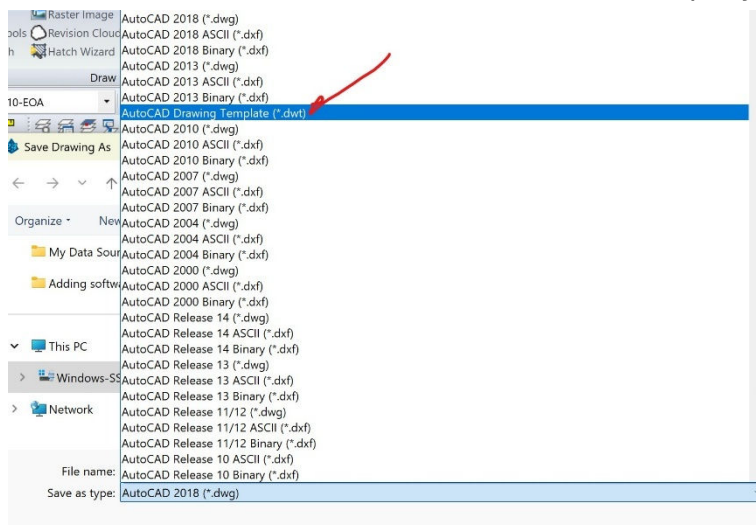 Raster Image
ools Revision Cloud
h Hatch Wizard
Draw
10-EOA
Save Drawing As
Organize New
My Data Sour
Adding softw
This PC
Windows-SS
Network
AutoCAD 2018 (*.dwg)
AutoCAD 2018 ASCII (*.dxf)
AutoCAD 2018 Binary (*.dxf)
AutoCAD 2013 (*.dwg)
AutoCAD 2013 ASCII (*.dxf)
AutoCAD 2013 Binary (*.dxf)
AutoCAD Drawing Template (*.dwt)
AutoCAD 2010 (*.dwg)
AutoCAD 2010 ASCII (*.dxf)
AutoCAD 2010 Binary (*.dxf)
AutoCAD 2007 (*.dwg)
AutoCAD 2007 ASCII (*.dxf)
AutoCAD 2007 Binary (*.dxf)
AutoCAD 2004 (*.dwg)
AutoCAD 2004 ASCII (*.dxf)
AutoCAD 2004 Binary (*.dxf)
AutoCAD 2000 (*.dwg)
AutoCAD 2000 ASCII (*.dxf)
AutoCAD 2000 Binary (*.dxf)
AutoCAD Release 14 (*.dwg)
AutoCAD Release 14 ASCII (*.dxf)
AutoCAD Release 14 Binary (*.dxf)
AutoCAD Release 13 (*.dwg)
AutoCAD Release 13 ASCII (*.dxf)
AutoCAD Release 13 Binary (*.dxf)
AutoCAD Release 11/12 (*.dwg)
AutoCAD Release 11/12 ASCII (*.dxf)
AutoCAD Release 11/12 Binary (*.dxf)
AutoCAD Release 10 ASCII (*.dxf)
AutoCAD Release 10 Binary (*.dxf)
File name:
Save as type: AutoCAD 2018 (*.dwg)